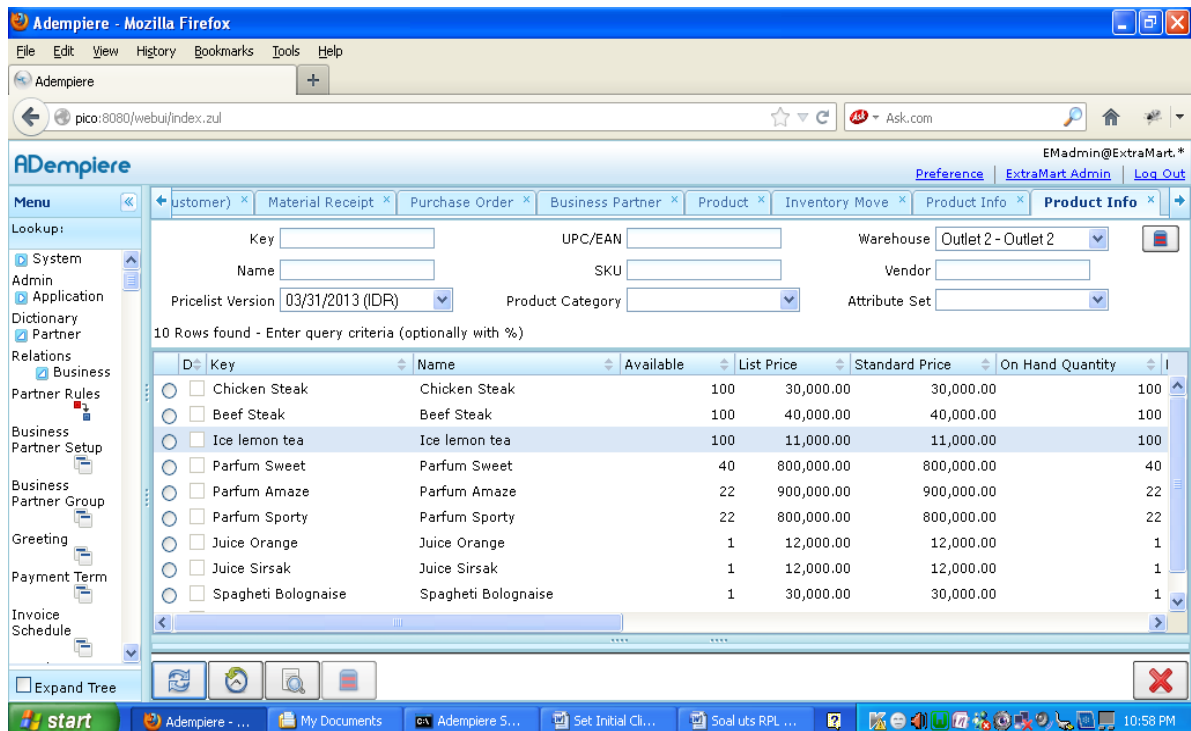 Adempiere - Mozilla Firefox
File Edit View History Bookmarks Tools Help
Adempiere
pico:8080/webui/index.zul
Ask.com
ADempiere
EMadmin@ExtraMart.*
Preference ExtraMart Admin Log Out
Menu
ustomer) Material Receipt Purchase Order Business Partner Product Inventory Move Product Info Product Info
Lookup:
System
Admin
Application
Dictionary
Partner
Relations
Business
Partner Rules
Business
Partner Setup
Business
Partner Group
Greeting
Payment Term
Invoice
Schedule
Expand Tree
Key UPC/EAN Warehouse Outlet 2 - Outlet 2
Name SKU Vendor
Pricelist Version 03/31/2013 (IDR) Product Category Attribute Set
10 Rows found - Enter query criteria (optionally with %)
D Key Name Available List Price Standard Price On Hand Quantity
Chicken Steak Chicken Steak 100 30,000.00 30,000.00 100
Beef Steak Beef Steak 100 40,000.00 40,000.00 100
Ice lemon tea Ice lemon tea 100 11,000.00 11,000.00 100
Parfum Sweet Parfum Sweet 40 800,000.00 800,000.00 40
Parfum Amaze Parfum Amaze 22 900,000.00 900,000.00 22
Parfum Sporty Parfum Sporty 22 800,000.00 800,000.00 22
Juice Orange Juice Orange 1 12,000.00 12,000.00 1
Juice Sirsak Juice Sirsak 1 12,000.00 12,000.00 1
Spagheti Bolognaise Spagheti Bolognaise 1 30,000.00 30,000.00 1
start Adempiere - ... My Documents Adempiere S... Set Initial Cli... Soal uts RPL ... 10:58 PM